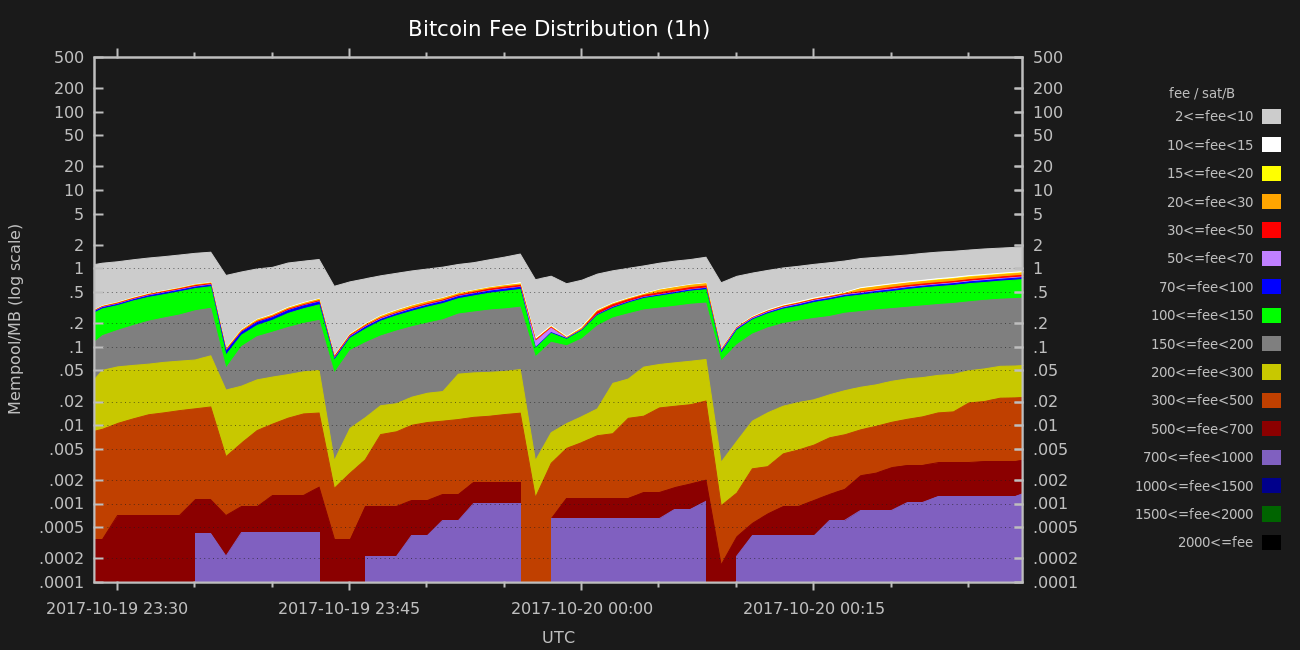 Bitcoin Fee Distribution (1h)
500 500
200 200
100 100
50 50
20 20
10 10
5 5
2 2
1 1
.5 .5
.2 .2
.1 .1
.05 .05
.02 .02
.01 .01
.005 .005
.002 .002
.001 .001
.0005 .0005
.0002 .0002
.0001 .0001
Mempool/MB (log scale)
2017-10-19 23:30 2017-10-19 23:45 2017-10-20 00:00 2017-10-20 00:15
UTC
fee / sat/B
2<=fee<10
10<=fee<15
15<=fee<20
20<=fee<30
30<=fee<50
50<=fee<70
70<=fee<100
100<=fee<150
150<=fee<200
200<=fee<300
300<=fee<500
500<=fee<700
700<=fee<1000
1000<=fee<1500
1500<=fee<2000
2000<=fee